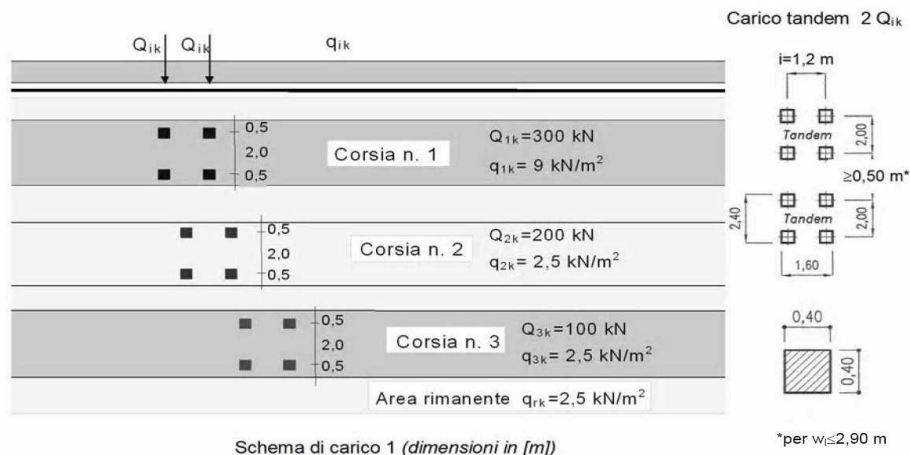 Carico tandem 2 Qik
Qik Qik qik
i=1,2 m
0,5
2,0
0,5
Corsia n. 1
Q1k=300 kN
q1k= 9 kN/m²
Tandem
2,00
≥0,50 m*
0,5
2,0
0,5
Corsia n. 2
Q2k=200 kN
q2k= 2,5 kN/m²
2,40
Tandem
2,00
1,60
0,5
2,0
0,5
Corsia n. 3
Q3k=100 kN
q3k= 2,5 kN/m²
0,40
0,40
Area rimanente qrk=2,5 kN/m²
Schema di carico 1 (dimensioni in [m])
*per wl≤2,90 m